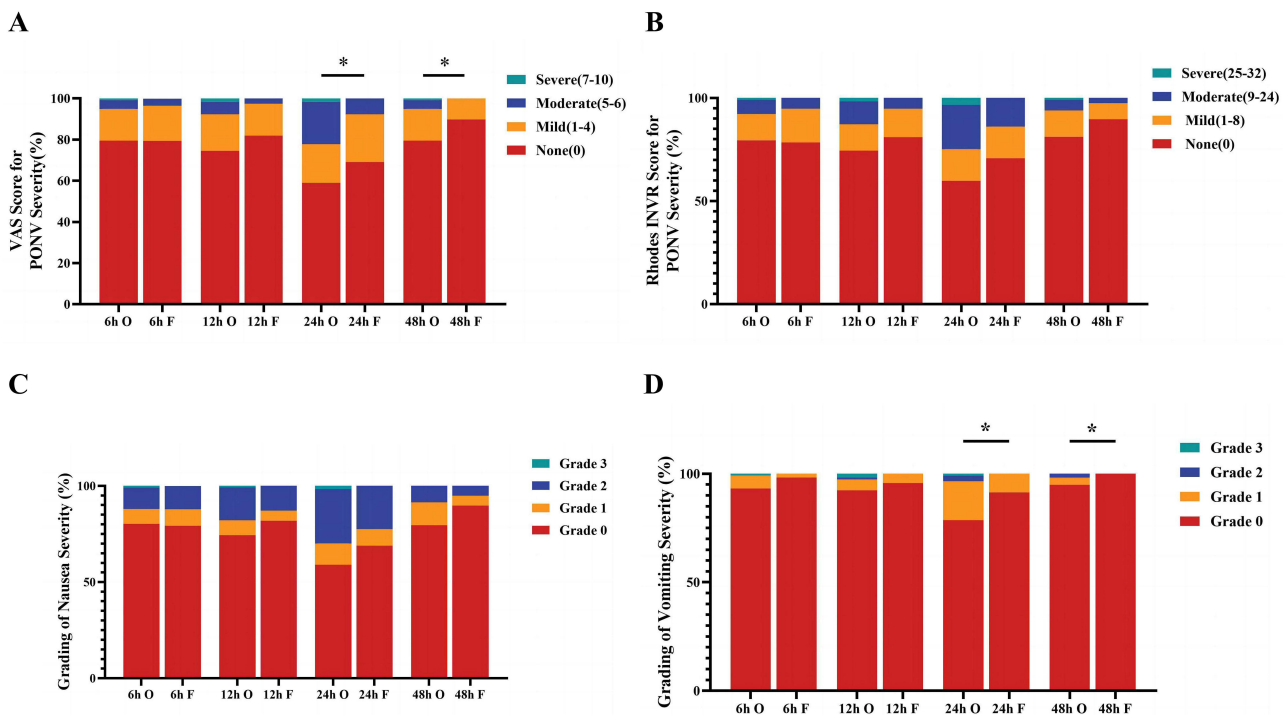 A
VAS Score for
PONV Severity(%)
100
80
60
40
20
0
* *
Severe(7-10)
Moderate(5-6)
Mild(1-4)
None(0)
6h O 6h F 12h O 12h F 24h O 24h F 48h O 48h F
B
Rhodes INVR Score for
PONV Severity (%)
100
50
0
Severe(25-32)
Moderate(9-24)
Mild(1-8)
None(0)
6h O 6h F 12h O 12h F 24h O 24h F 48h O 48h F
C
Grading of Nausea Severity (%)
100
50
0
Grade 3
Grade 2
Grade 1
Grade 0
6h O 6h F 12h O 12h F 24h O 24h F 48h O 48h F
D
Grading of Vomiting Severity (%)
100
50
0
* *
Grade 3
Grade 2
Grade 1
Grade 0
6h O 6h F 12h O 12h F 24h O 24h F 48h O 48h F